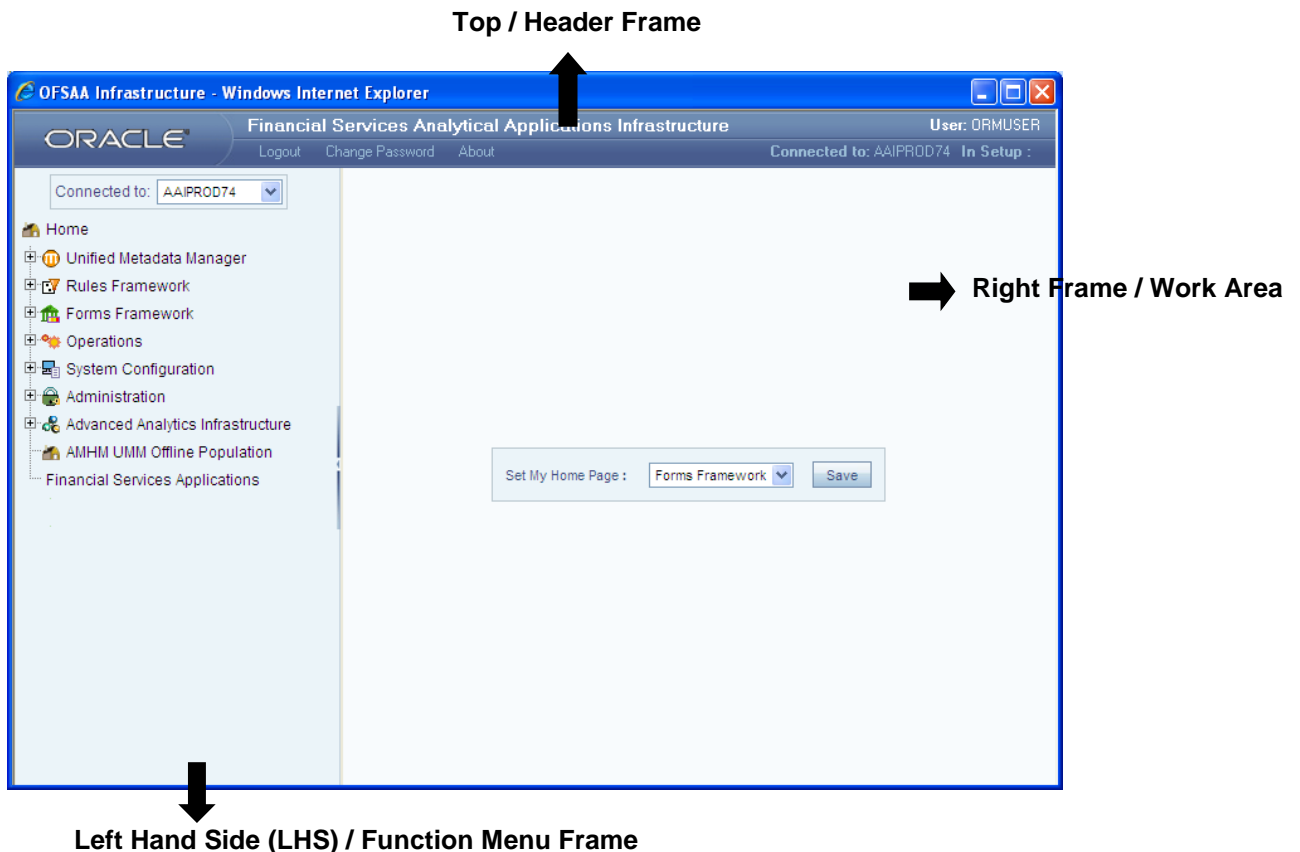 Top / Header Frame
OFSAA Infrastructure - Windows Internet Explorer
ORACLE
Financial Services Analytical Applications Infrastructure
User: ORMUSER
Logout Change Password About
Connected to: AAIPROD74 In Setup :
Connected to: AAIPROD74
Home
Unified Metadata Manager
Rules Framework
Forms Framework
Operations
System Configuration
Administration
Advanced Analytics Infrastructure
AMHM UMM Offline Population
Financial Services Applications
Right Frame / Work Area
Set My Home Page : Forms Framework Save
Left Hand Side (LHS) / Function Menu Frame